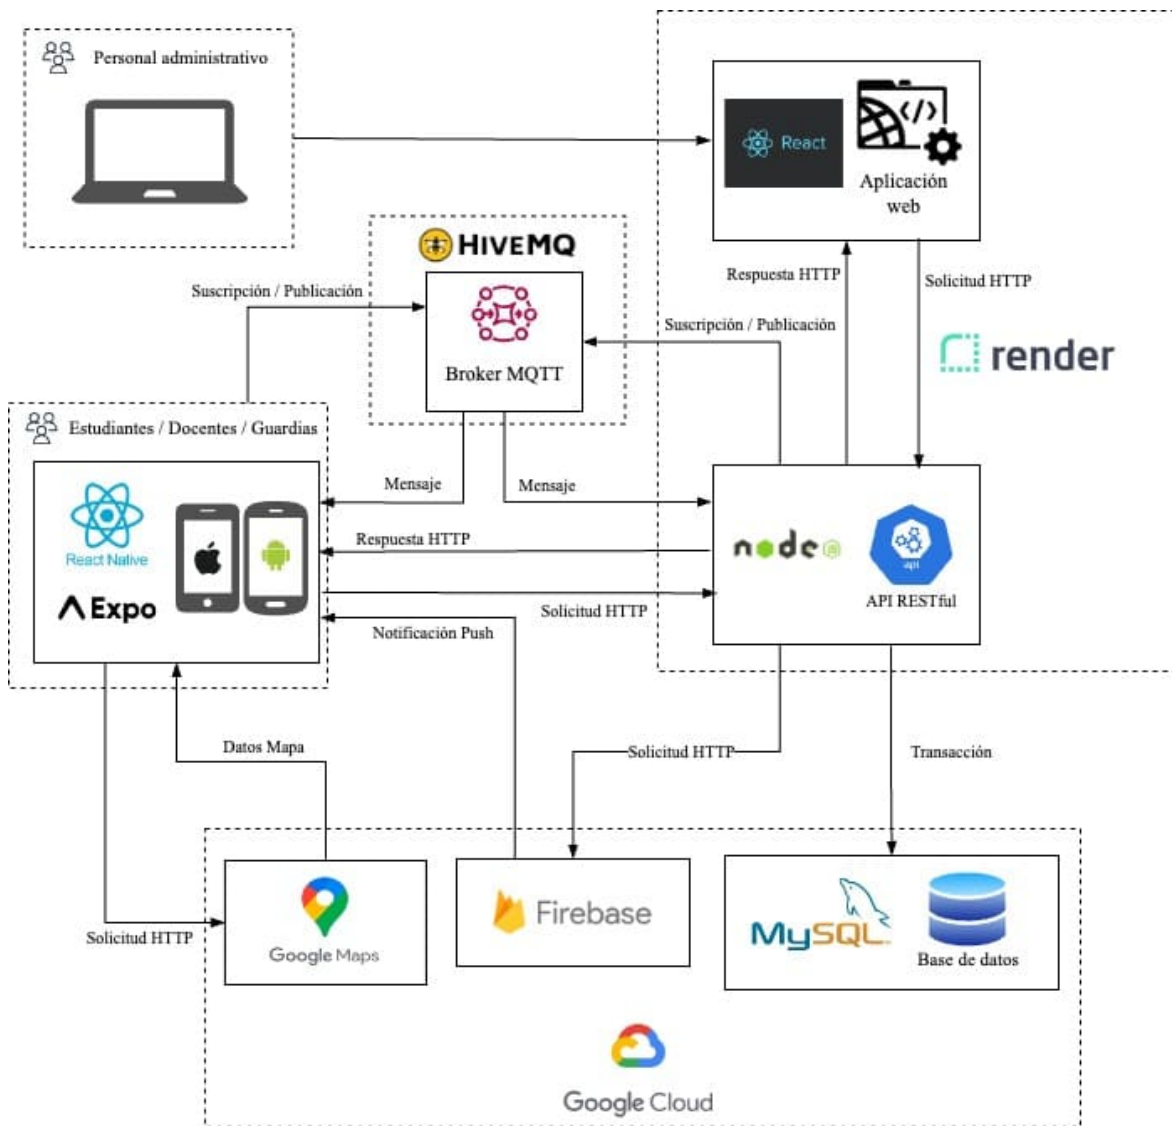 Personal administrativo
React
Aplicación
web
HIVEMQ
Suscripción / Publicación
Respuesta HTTP
Solicitud HTTP
Suscripción / Publicación
render
Broker MQTT
Estudiantes / Docentes / Guardias
Mensaje
Mensaje
React Native
Respuesta HTTP
node
JS
api
Expo
Solicitud HTTP
API RESTful
Notificación Push
Datos Mapa
Solicitud HTTP
Transacción
Solicitud HTTP
Google Maps
Firebase
MySQL
Base de datos
Google Cloud